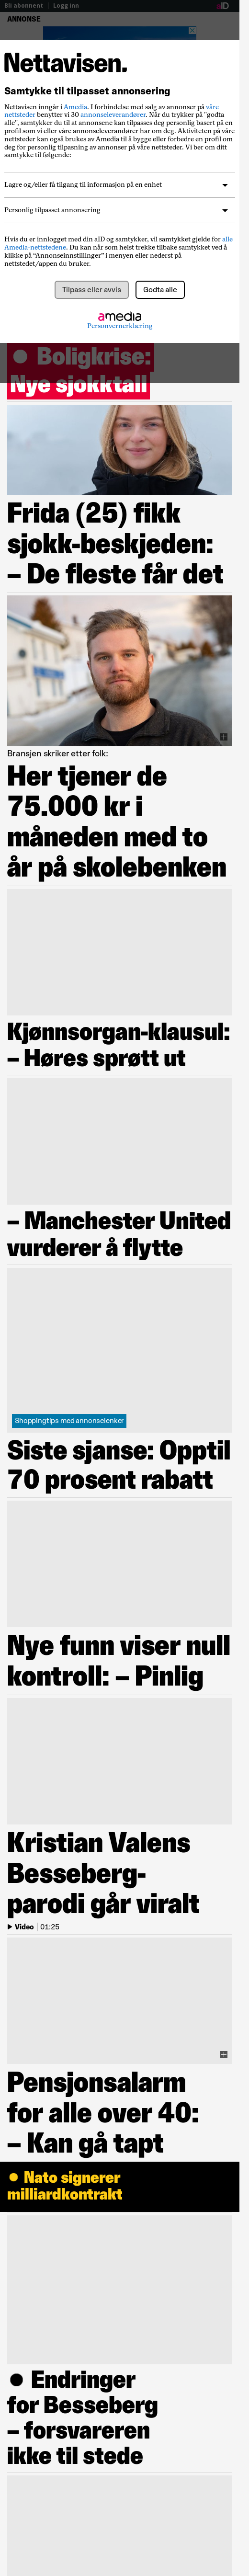 Bli abonnent | Logg inn
aID
ANNONSE
Nettavisen.
Samtykke til tilpasset annonsering
Nettavisen inngår i Amedia. I forbindelse med salg av annonser på våre
nettsteder benytter vi 30 annonseleverandører. Når du trykker på "godta
alle", samtykker du til at annonsene kan tilpasses deg personlig basert på en
profil som vi eller våre annonseleverandører har om deg. Aktiviteten på våre
nettsteder kan også brukes av Amedia til å bygge eller forbedre en profil om
deg for personlig tilpasning av annonser på våre nettsteder. Vi ber om ditt
samtykke til følgende:
Lagre og/eller få tilgang til informasjon på en enhet
Personlig tilpasset annonsering
Hvis du er innlogget med din aID og samtykker, vil samtykket gjelde for alle
Amedia-nettstedene. Du kan når som helst trekke tilbake samtykket ved å
klikke på “Annonseinnstillinger” i menyen eller nederst på
nettstedet/appen du bruker.
Tilpass eller avvis
Godta alle
amedia
Personvernerklæring
Boligkrise:
Nye sjokktall
Frida (25) fikk
sjokk-beskjeden:
– De fleste får det
Bransjen skriker etter folk:
Her tjener de
75.000 kr i
måneden med to
år på skolebenken
Kjønnsorgan-klausul:
– Høres sprøtt ut
– Manchester United
vurderer å flytte
Shoppingtips med annonselenker
Siste sjanse: Opptil
70 prosent rabatt
Nye funn viser null
kontroll: – Pinlig
Kristian Valens
Besseberg-
parodi går viralt
Video | 01:25
Pensjonsalarm
for alle over 40:
– Kan gå tapt
Nato signerer
milliardkontrakt
Endringer
for Besseberg
– forsvareren
ikke til stede